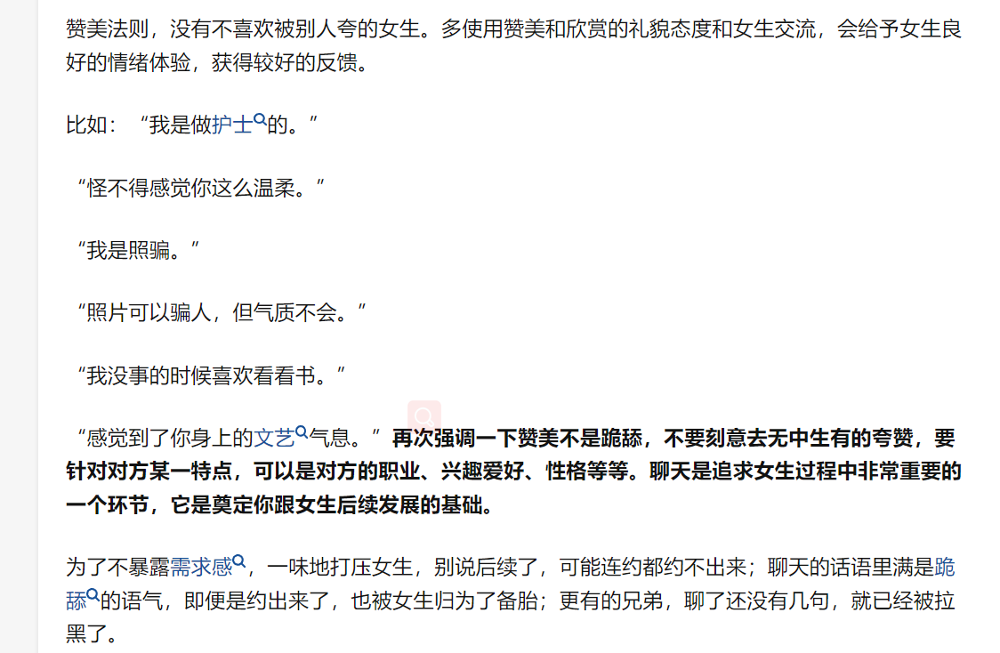 赞美法则，没有不喜欢被别人夸的女生。多使用赞美和欣赏的礼貌态度和女生交流，会给予女生良
好的情绪体验，获得较好的反馈。
比如：“我是做护士的。”
“怪不得感觉你这么温柔。”
“我是照骗。”
“照片可以骗人，但气质不会。”
“我没事的时候喜欢看看书。”
“感觉到了你身上的文艺气息。”再次强调一下赞美不是跪舔，不要刻意去无中生有的夸赞，要
针对对方某一特点，可以是对方的职业、兴趣爱好、性格等等。聊天是追求女生过程中非常重要的
一个环节，它是奠定你跟女生后续发展的基础。
为了不暴露需求感，一味地打压女生，别说后续了，可能连约都约不出来；聊天的话语里满是跪
舔的语气，即便是约出来了，也被女生归为了备胎；更有的兄弟，聊了还没有几句，就已经被拉
黑了。